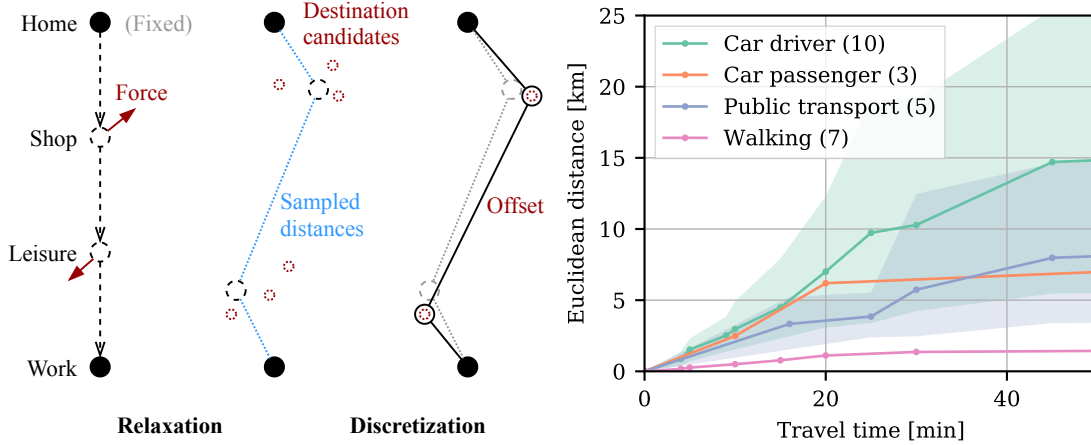 Home
(Fixed)
Force
Shop
Leisure
Work
Destination
candidates
Sampled
distances
Offset
Relaxation
Discretization
Euclidean distance [km]
25
20
15
10
5
0
Car driver (10)
Car passenger (3)
Public transport (5)
Walking (7)
0
20
40
Travel time [min]